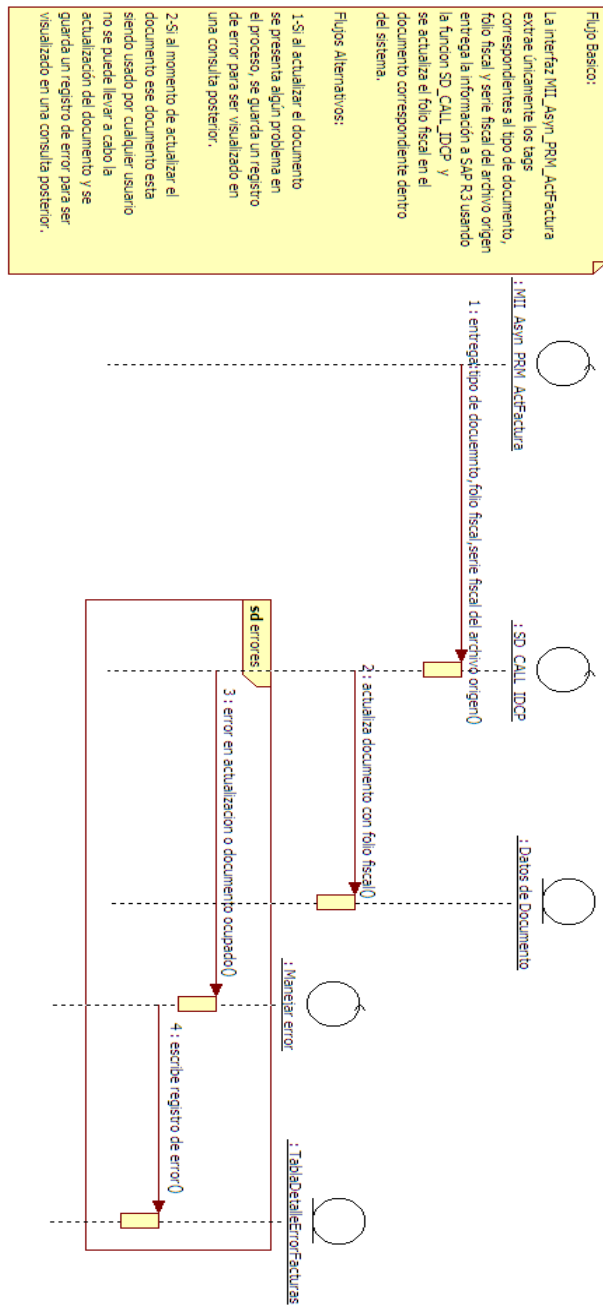 Flujo Basico:
La interfaz MII_Asyn_PRM_ActFactura
extrae únicamente los tags
correspondientes al tipo de documento,
folio fiscal y serie fiscal del archivo origen
entrega la información a SAP R3 usando
la funcion SD_CALL_IDCP y
se actualiza el folio fiscal en el
documento correspondiente dentro
del sistema.
Flujos Alternativos:
1-Si al actualizar el documento
se presenta algún problema en
el proceso, se guarda un registro
de error para ser visualizado en
una consulta posterior.
2-Si al momento de actualizar el
documento ese documento esta
siendo usado por cualquier usuario
no se puede llevar a cabo la
actualización del documento y se
guarda un registro de error para ser
visualizado en una consulta posterior.
: MII_Asyn_PRM_ActFactura
: SD_CALL_IDCP
: Datos de Documento
: Manejar error
: TablaDetalleErrorFacturas
1 : entrega:tipo de docuemnto,folio fiscal,serie fiscal del archivo origen()
2 : actualiza documento con folio fiscal()
sd errores:
3 : error en actualizacion o documento ocupado()
4 : escribe registro de error()